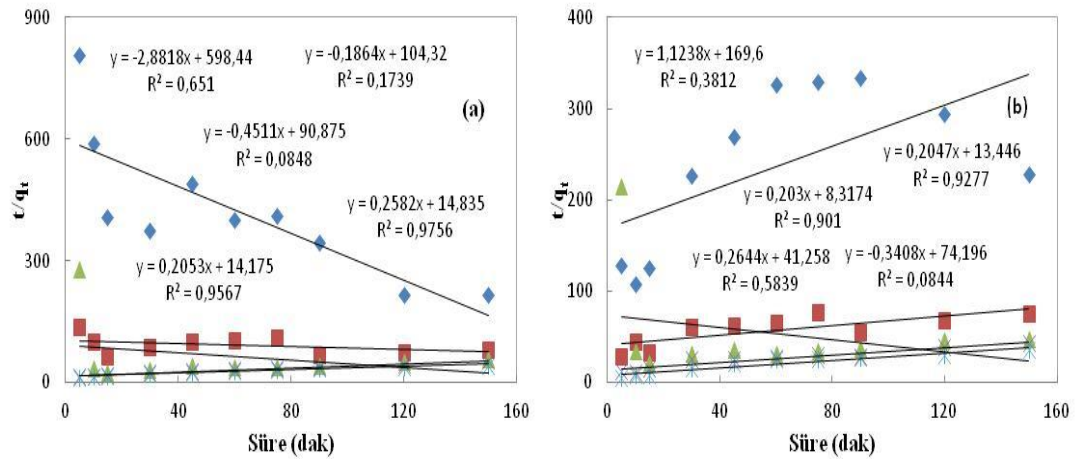 900
600
300
0
t/qt
y = -2,8818x + 598,44
R² = 0,651
y = -0,1864x + 104,32
R² = 0,1739
(a)
y = -0,4511x + 90,875
R² = 0,0848
y = 0,2582x + 14,835
R² = 0,9756
y = 0,2053x + 14,175
R² = 0,9567
0 40 80 120 160
Süre (dak)
400
300
200
100
0
t/qt
y = 1,1238x + 169,6
R² = 0,3812
(b)
y = 0,2047x + 13,446
R² = 0,9277
y = 0,203x + 8,3174
R² = 0,901
y = 0,2644x + 41,258
R² = 0,5839
y = -0,3408x + 74,196
R² = 0,0844
0 40 80 120 160
Süre (dak)